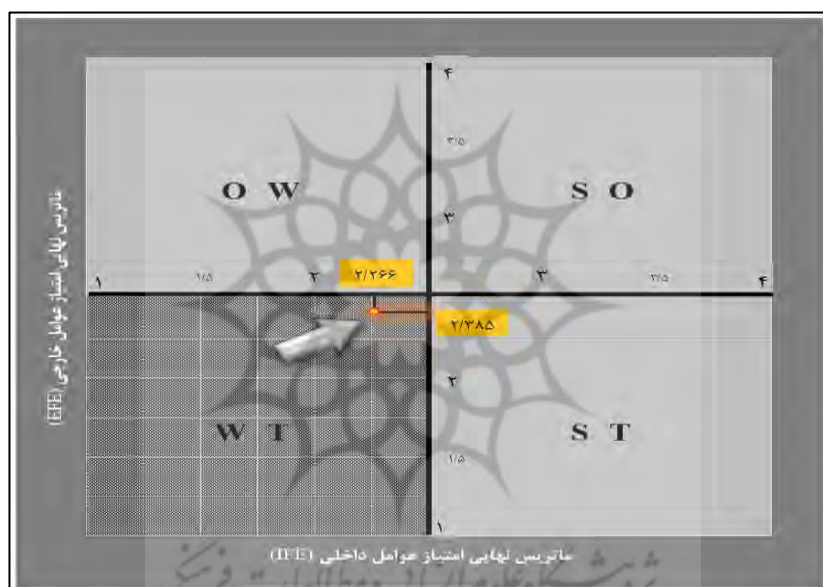 ۴
۳/۵
O W
S O
۳
۱
۱/۵
۲
۲/۲۶۶
۳
۳/۵
۴
۲/۳۸۵
۲
W T
S T
۱/۵
۱
ماتریس نهایی امتیاز عوامل خارجی (EFE)
ماتریس نهایی امتیاز عوامل داخلی (IFE)